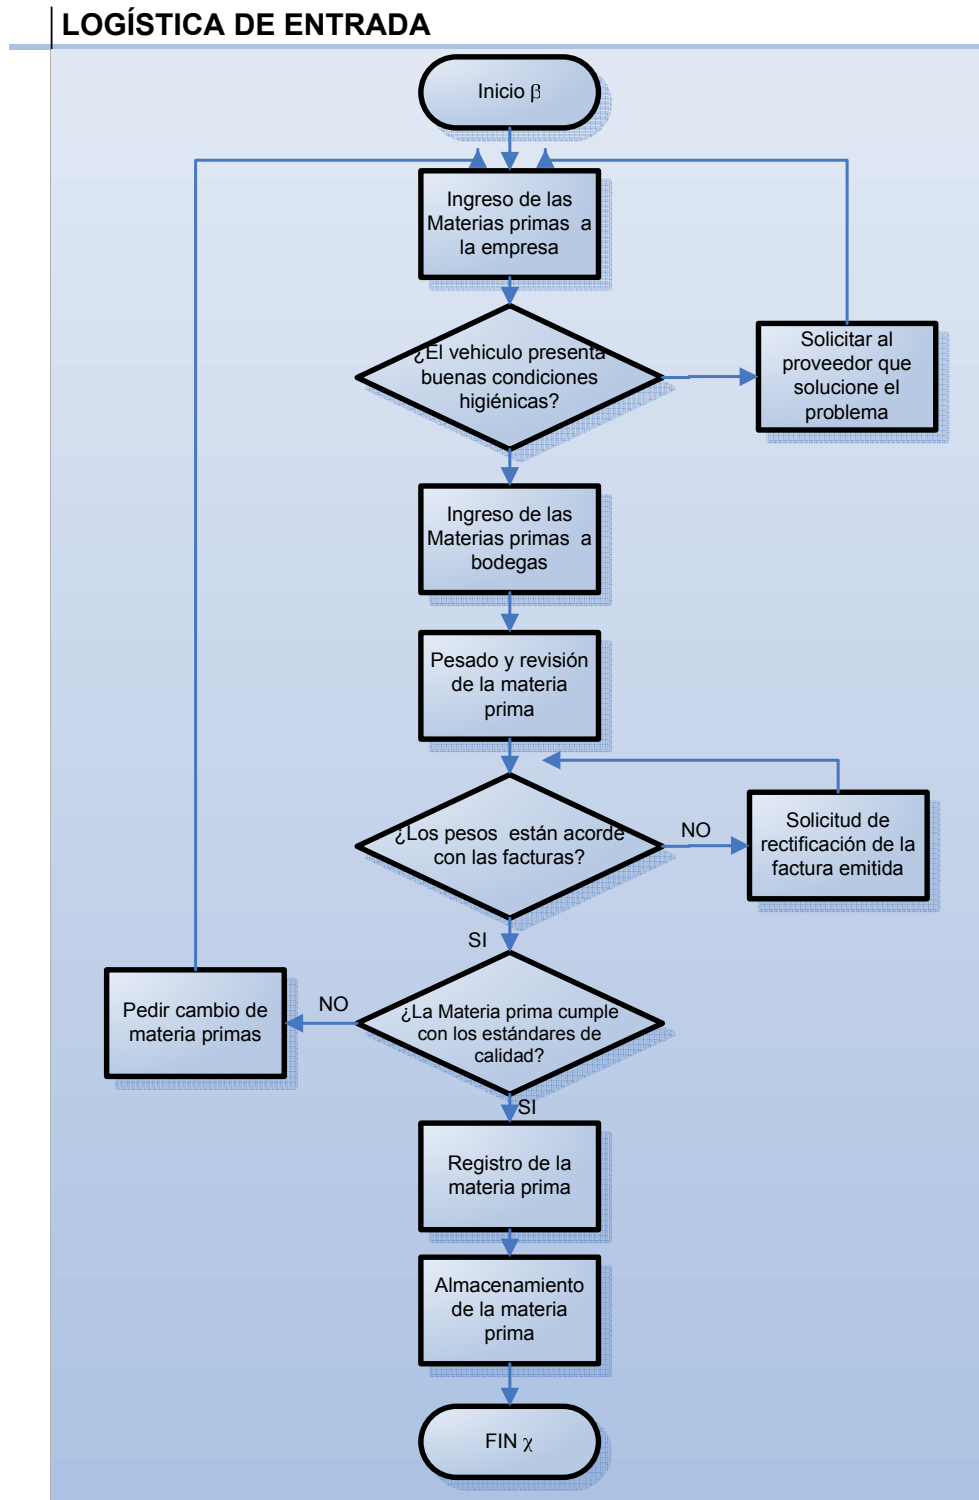 LOGÍSTICA DE ENTRADA
Inicio β
Ingreso de las
Materias primas a
la empresa
¿El vehiculo presenta
buenas condiciones
higiénicas?
Solicitar al
proveedor que
solucione el
problema
Ingreso de las
Materias primas a
bodegas
Pesado y revisión
de la materia
prima
¿Los pesos están acorde
con las facturas?
NO
Solicitud de
rectificación de la
factura emitida
SI
¿La Materia prima cumple
con los estándares de
calidad?
NO
Pedir cambio de
materia primas
SI
Registro de la
materia prima
Almacenamiento
de la materia
prima
FIN χ